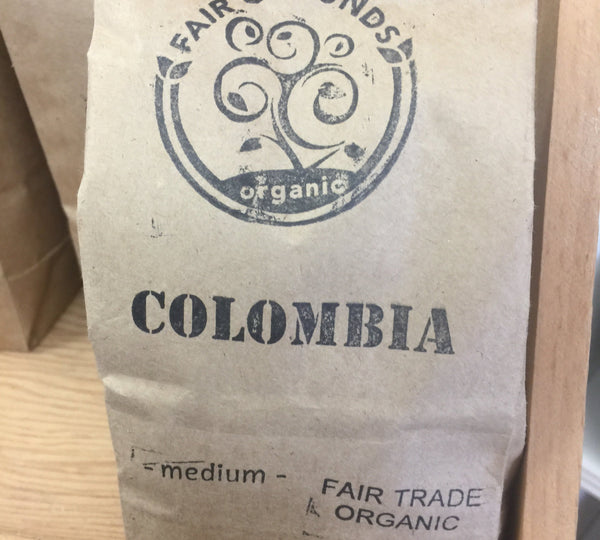 FAIR
organic
COLOMBIA
- medium -
FAIR TRADE
ORGANIC